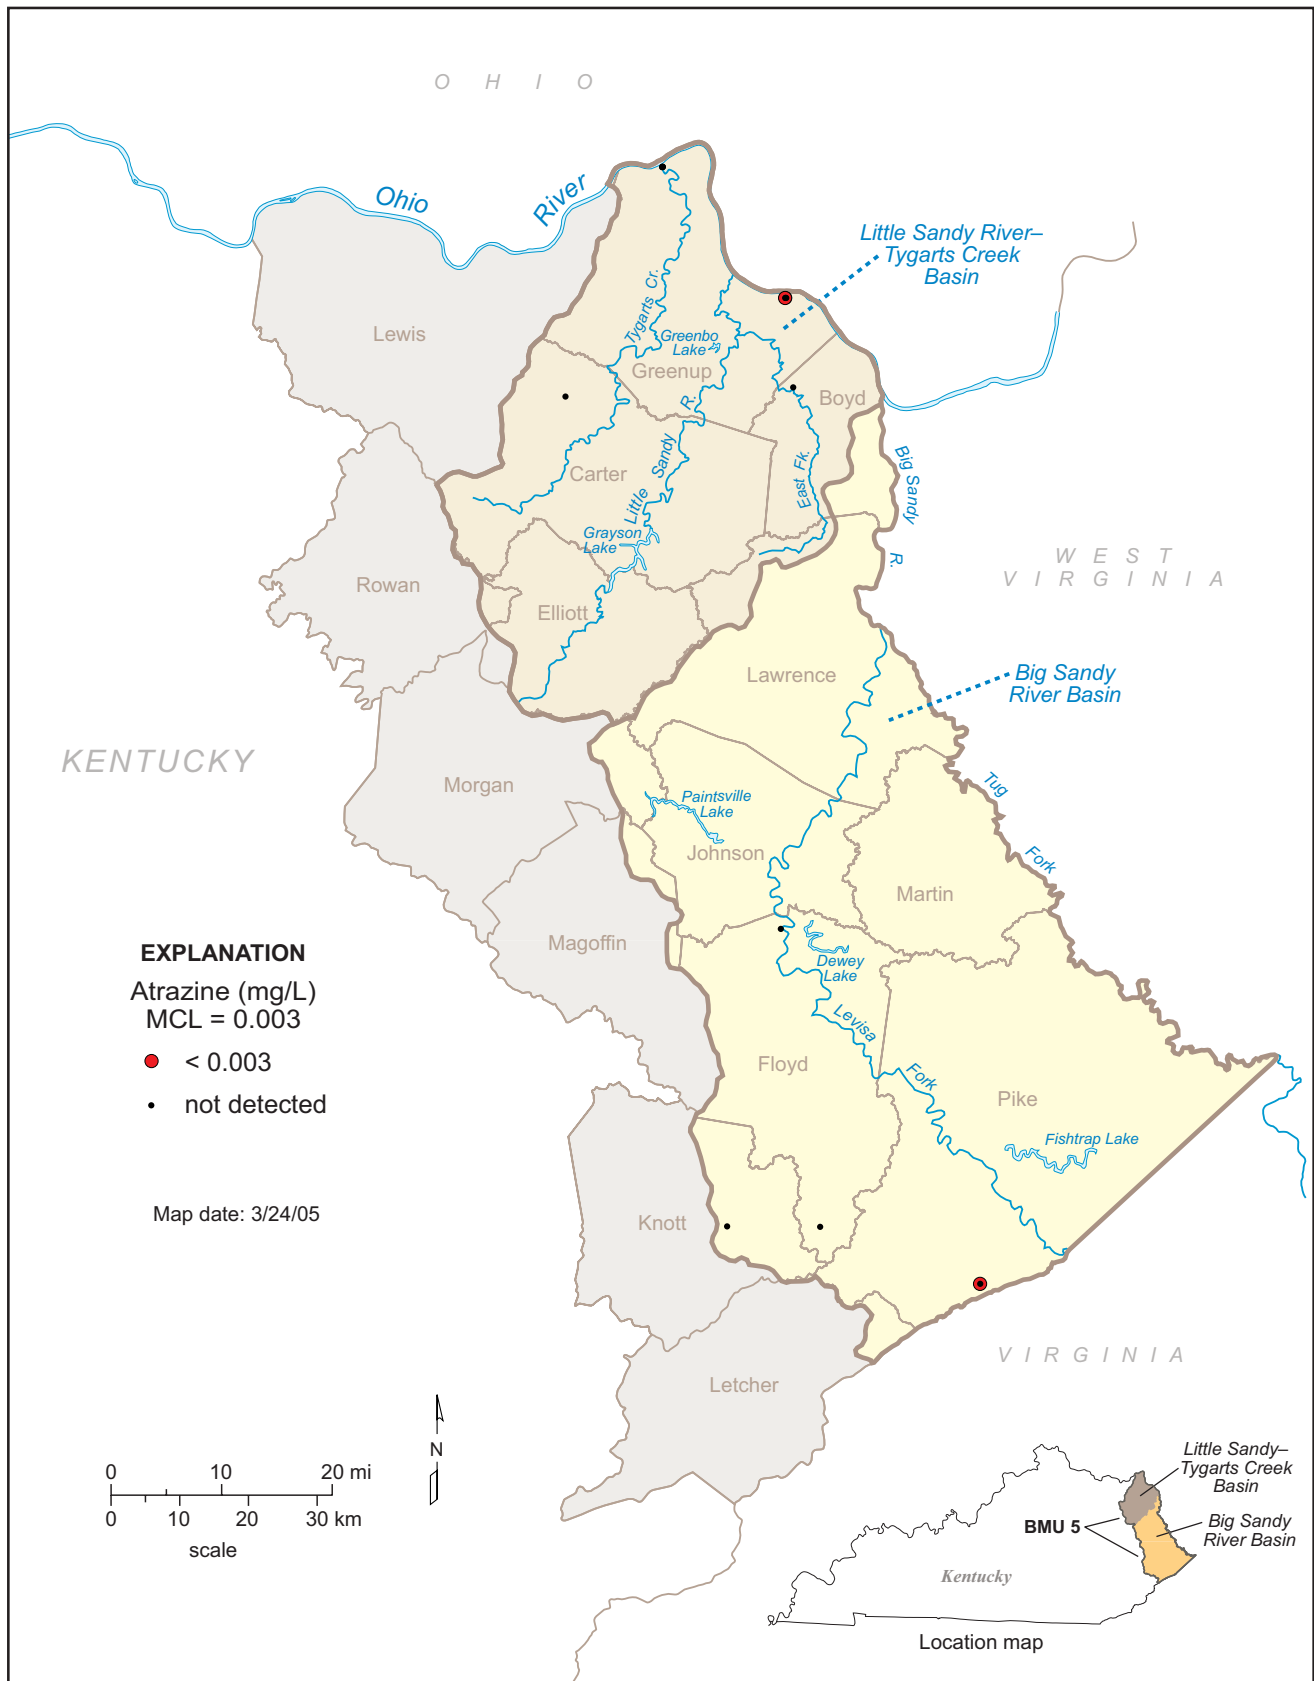 OHIO
Ohio
River
Little Sandy River–
Tygarts Creek
Basin
Lewis
Tygarts Cr.
Greenbo
Lake
Greenup
Boyd
Carter
Little Sandy R.
East Fk.
Big Sandy R.
Grayson
Lake
WEST
VIRGINIA
Rowan
Elliott
Lawrence
Big Sandy
River Basin
KENTUCKY
Morgan
Tug
Fork
Paintsville
Lake
Johnson
Martin
Magoffin
Dewey
Lake
Levisa
Fork
Floyd
Pike
Fishtrap Lake
EXPLANATION
Atrazine (mg/L)
MCL = 0.003
< 0.003
not detected
Map date: 3/24/05
Knott
VIRGINIA
Letcher
N
0 10 20 mi
0 10 20 30 km
scale
Little Sandy–
Tygarts Creek
Basin
BMU 5
Big Sandy
River Basin
Kentucky
Location map